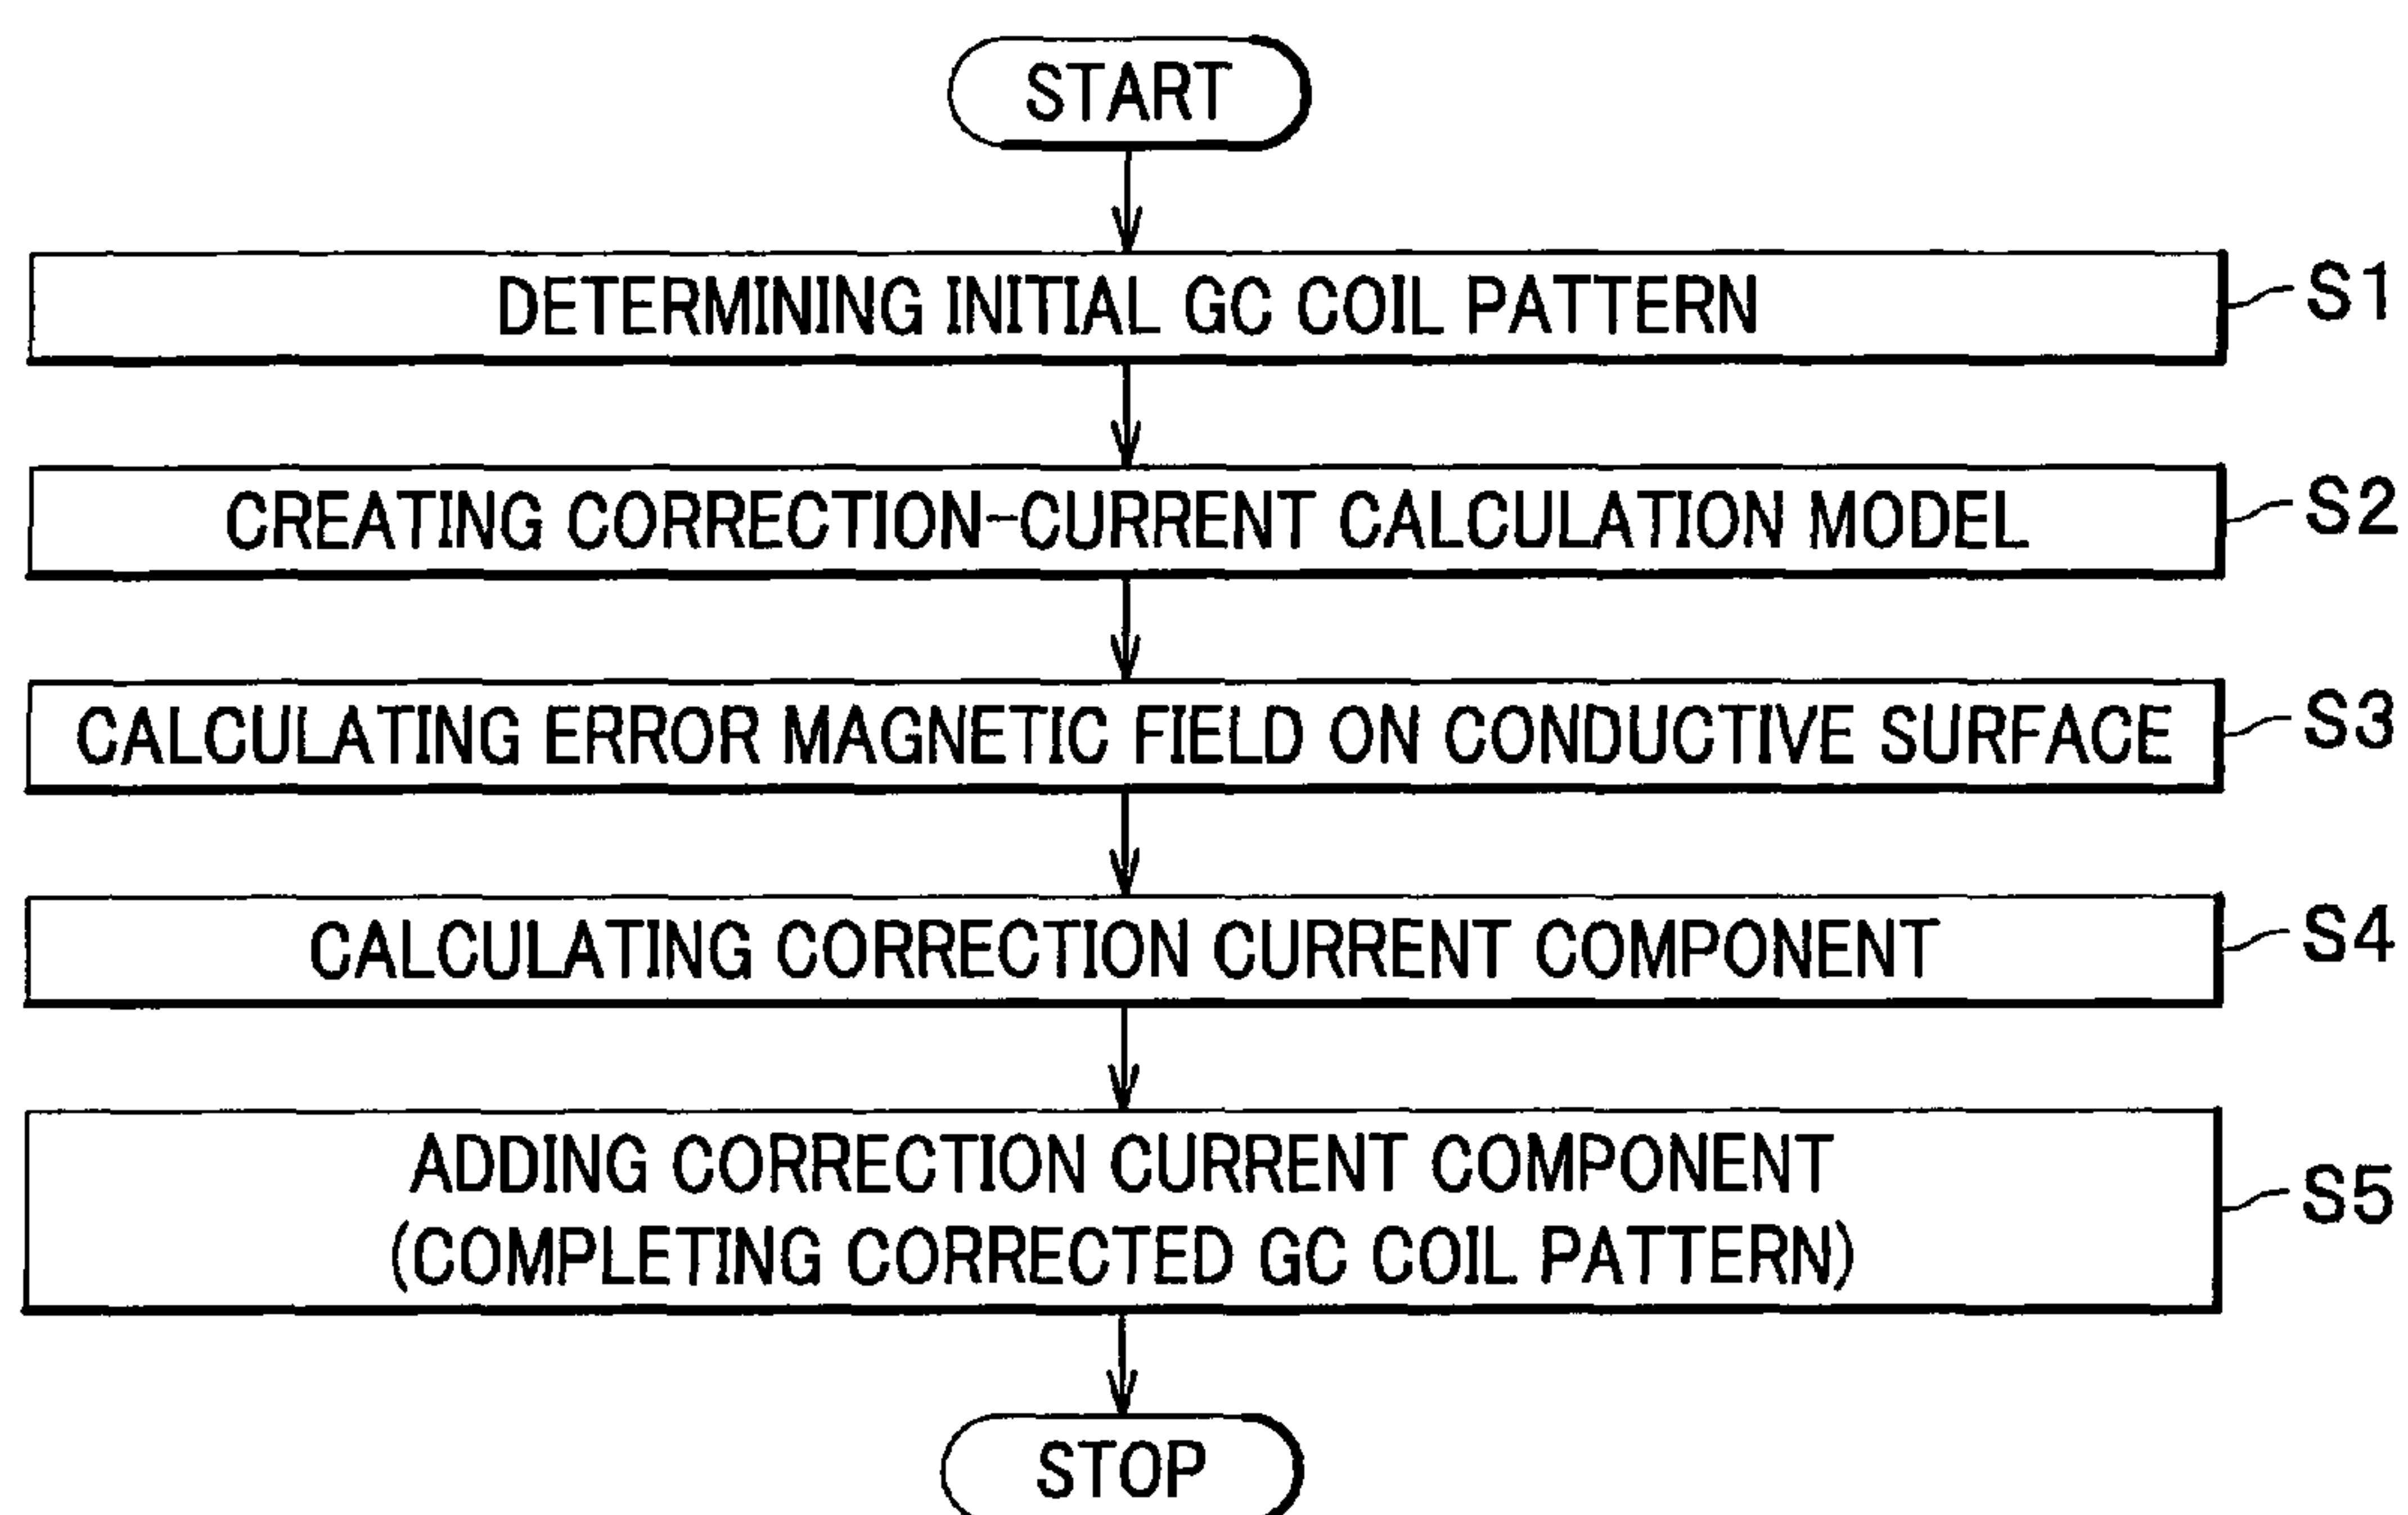 START
DETERMINING INITIAL GC COIL PATTERN
S1
CREATING CORRECTION-CURRENT CALCULATION MODEL
S2
CALCULATING ERROR MAGNETIC FIELD ON CONDUCTIVE SURFACE
S3
CALCULATING CORRECTION CURRENT COMPONENT
S4
ADDING CORRECTION CURRENT COMPONENT
(COMPLETING CORRECTED GC COIL PATTERN)
S5
STOP